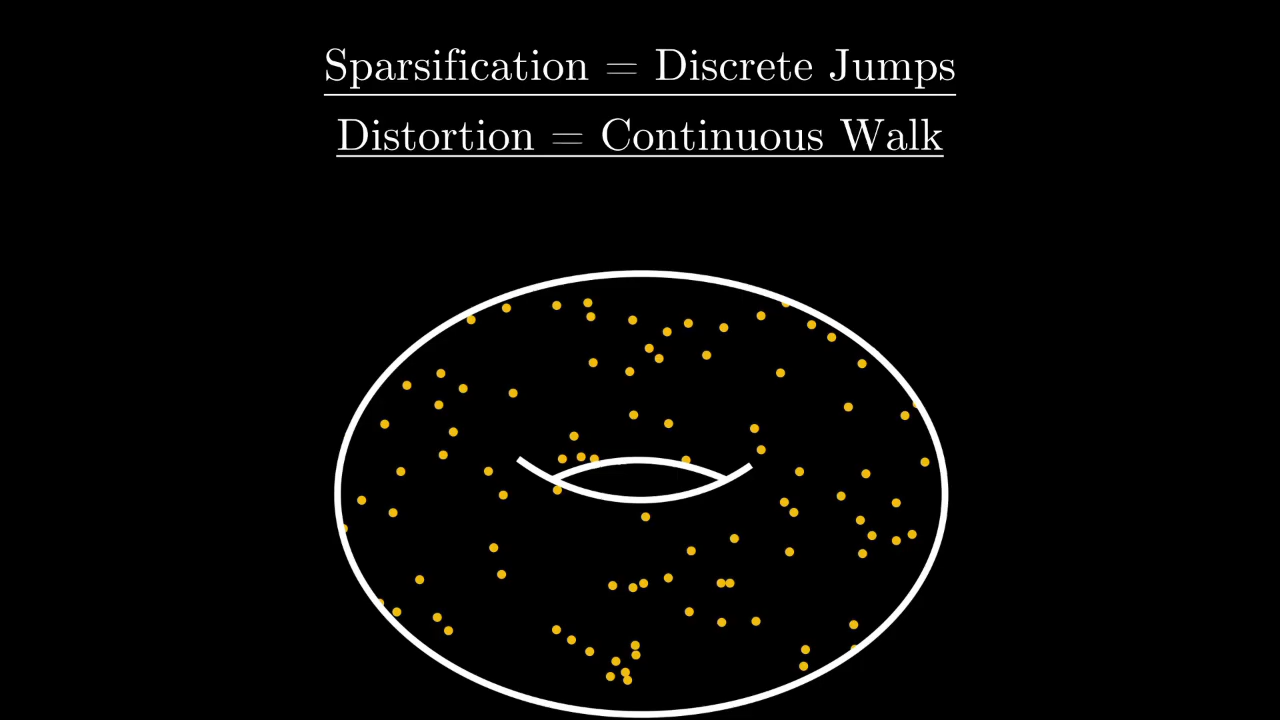 Sparsification = Discrete Jumps
Distortion = Continuous Walk